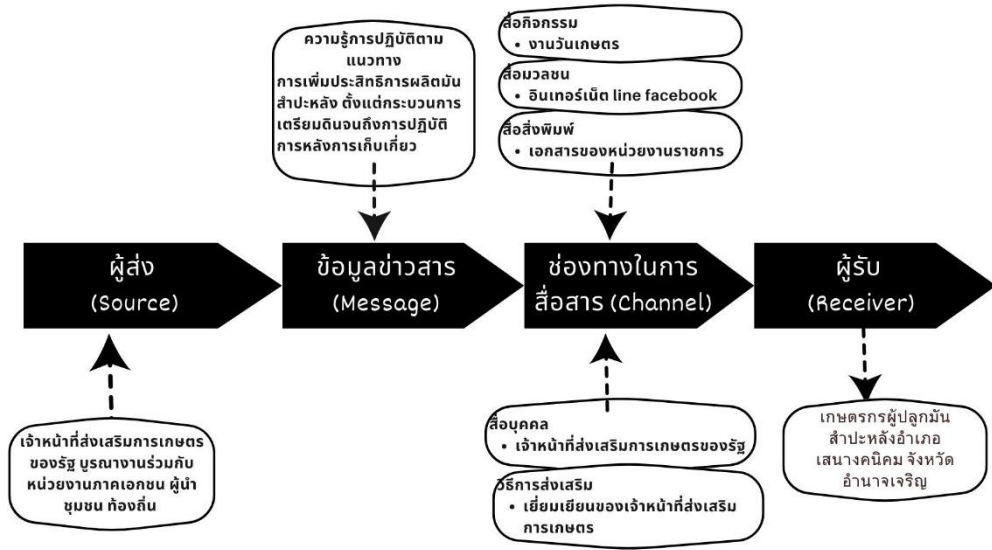 ความรู้การปฏิบัติตาม
แนวทาง
การเพิ่มประสิทธิการผลิตมัน
สำปะหลัง ตั้งแต่กระบวนการ
เตรียมดินจนถึงการปฏิบัติ
การหลังการเก็บเกี่ยว
สื่อกิจกรรม
• งานวันเกษตร
สื่อมวลชน
• อินเทอร์เน็ต line facebook
สื่อสิ่งพิมพ์
• เอกสารของหน่วยงานราชการ
ผู้ส่ง
(Source)
ข้อมูลข่าวสาร
(Message)
ช่องทางในการ
สื่อสาร (Channel)
ผู้รับ
(Receiver)
เจ้าหน้าที่ส่งเสริมการเกษตร
ของรัฐ บูรณางานร่วมกับ
หน่วยงานภาคเอกชน ผู้นำ
ชุมชน ท้องถิ่น
สื่อบุคคล
• เจ้าหน้าที่ส่งเสริมการเกษตรของรัฐ
วิธีการส่งเสริม
• เยี่ยมเยียนของเจ้าหน้าที่ส่งเสริม
การเกษตร
เกษตรกรผู้ปลูกมัน
สำปะหลังอำเภอ
เสนางคนิคม จังหวัด
อำนาจเจริญ